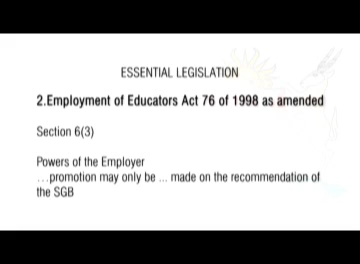 ESSENTIAL LEGISLATION
2.Employment of Educators Act 76 of 1998 as amended
Section 6(3)
Powers of the Employer
...promotion may only be ... made on the recommendation of
the SGB